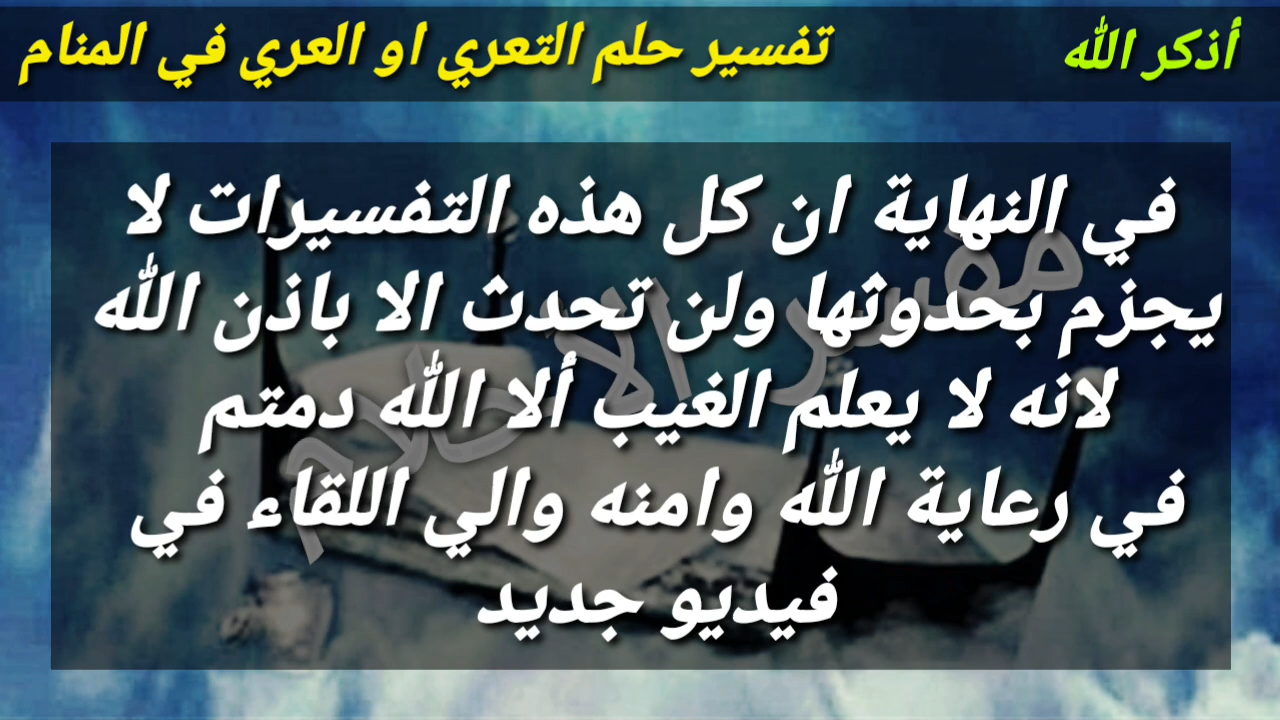 أذكر الله
تفسير حلم التعري او العري في المنام
في النهاية ان كل هذه التفسيرات لا
يجزم بحدوثها ولن تحدث الا باذن الله
لانه لا يعلم الغيب ألا الله دمتم
في رعاية الله وامنه والي اللقاء في
فيديو جديد
مفسر الأحلام